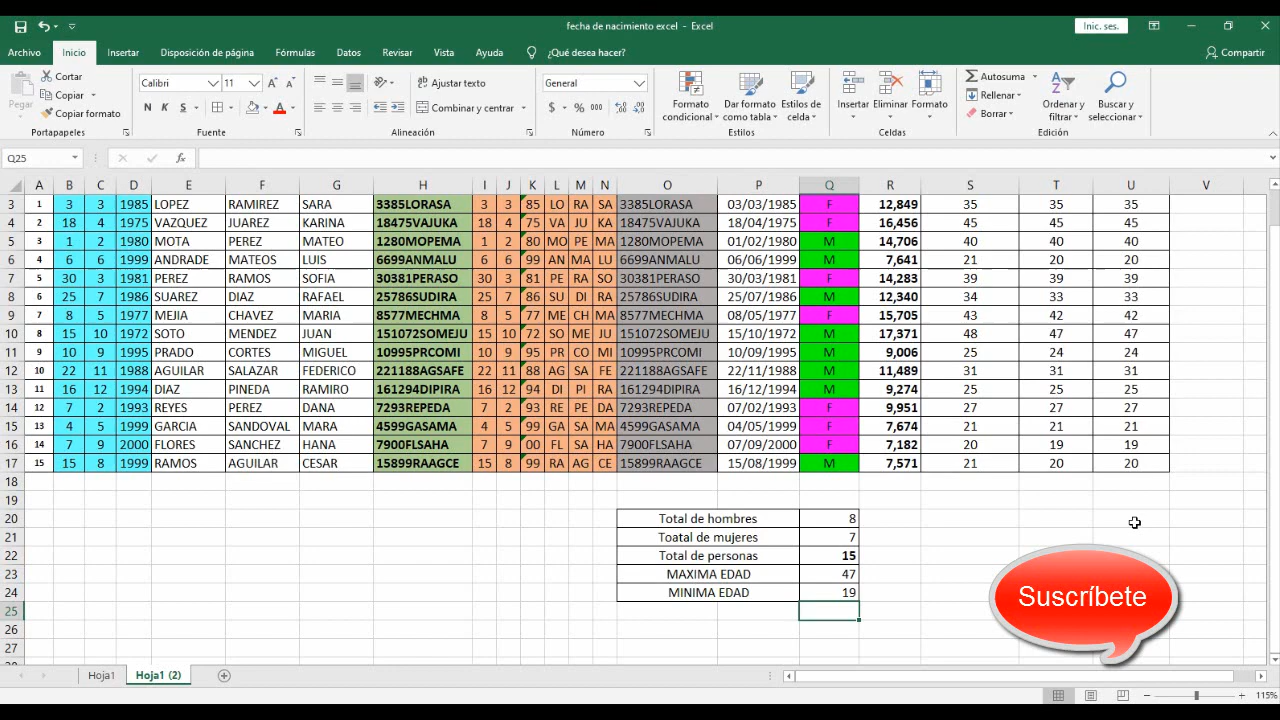 fecha de nacimiento excel - Excel
Inic. ses.
Archivo Inicio Insertar Disposición de página Fórmulas Datos Revisar Vista Ayuda ¿Qué desea hacer? Compartir
Pegar Cortar Copiar Copiar formato
Portapapeles
Calibri 11 N K S A
Fuente
Ajustar texto Combinar y centrar
Alineación
General $ % 000
Número
Formato condicional Dar formato como tabla Estilos de celda
Estilos
Insertar Eliminar Formato
Celdas
Autosuma Rellenar Borrar Ordenar y filtrar Buscar y seleccionar
Edición
Q25 fx
A B C D E F G H I J K L M N O P Q R S T U V
3 1 3 3 1985 LOPEZ RAMIREZ SARA 3385LORASA 3 3 85 LO RA SA 3385LORASA 03/03/1985 F 12,849 35 35 35
4 2 18 4 1975 VAZQUEZ JUAREZ KARINA 18475VAJUKA 18 4 75 VA JU KA 18475VAJUKA 18/04/1975 F 16,456 45 45 45
5 3 1 2 1980 MOTA PEREZ MATEO 1280MOPEMA 1 2 80 MO PE MA 1280MOPEMA 01/02/1980 M 14,706 40 40 40
6 4 6 6 1999 ANDRADE MATEOS LUIS 6699ANMALU 6 6 99 AN MA LU 6699ANMALU 06/06/1999 M 7,641 21 20 20
7 5 30 3 1981 PEREZ RAMOS SOFIA 30381PERASO 30 3 81 PE RA SO 30381PERASO 30/03/1981 F 14,283 39 39 39
8 6 25 7 1986 SUAREZ DIAZ RAFAEL 25786SUDIRA 25 7 86 SU DI RA 25786SUDIRA 25/07/1986 M 12,340 34 33 33
9 7 8 5 1977 MEJIA CHAVEZ MARIA 8577MECHMA 8 5 77 ME CH MA 8577MECHMA 08/05/1977 F 15,705 43 42 42
10 8 15 10 1972 SOTO MENDEZ JUAN 151072SOMEJU 15 10 72 SO ME JU 151072SOMEJU 15/10/1972 M 17,371 48 47 47
11 9 10 9 1995 PRADO CORTES MIGUEL 10995PRCOMI 10 9 95 PR CO MI 10995PRCOMI 10/09/1995 M 9,006 25 24 24
12 10 22 11 1988 AGUILAR SALAZAR FEDERICO 221188AGSAFE 22 11 88 AG SA FE 221188AGSAFE 22/11/1988 M 11,489 31 31 31
13 11 16 12 1994 DIAZ PINEDA RAMIRO 161294DIPIRA 16 12 94 DI PI RA 161294DIPIRA 16/12/1994 M 9,274 25 25 25
14 12 7 2 1993 REYES PEREZ DANA 7293REPEDA 7 2 93 RE PE DA 7293REPEDA 07/02/1993 F 9,951 27 27 27
15 13 4 5 1999 GARCIA SANDOVAL MARA 4599GASAMA 4 5 99 GA SA MA 4599GASAMA 04/05/1999 F 7,674 21 21 21
16 14 7 9 2000 FLORES SANCHEZ HANA 7900FLSAHA 7 9 00 FL SA HA 7900FLSAHA 07/09/2000 F 7,182 20 19 19
17 15 15 8 1999 RAMOS AGUILAR CESAR 15899RAAGCE 15 8 99 RA AG CE 15899RAAGCE 15/08/1999 M 7,571 21 20 20
18
19
20 Total de hombres 8
21 Toatal de mujeres 7
22 Total de personas 15
23 MAXIMA EDAD 47
24 MINIMA EDAD 19
25
26
27
Suscríbete
Hoja1 Hoja1 (2)
115%